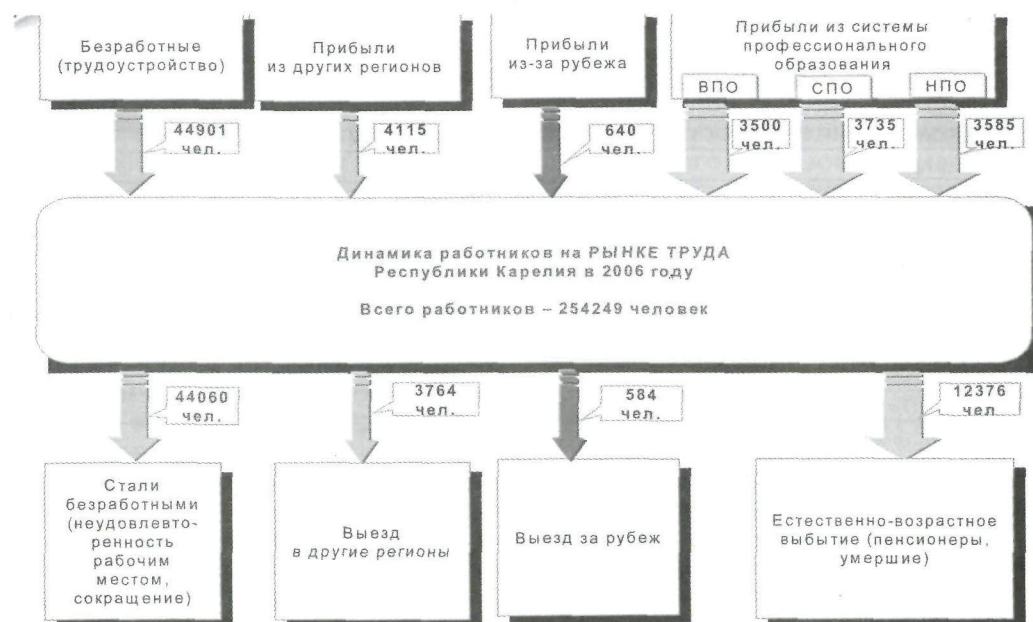 Безработные
(трудоустройство)
Прибыли
из других регионов
Прибыли
из-за рубежа
Прибыли из системы
профессионального
образования
ВПО
СПО
НПО
44901
чел.
4115
чел.
640
чел.
3500
чел.
3735
чел.
3585
чел.
Динамика работников на РЫНКЕ ТРУДА
Республики Карелия в 2006 году
Всего работников – 254249 человек
44060
чел.
3764
чел.
584
чел.
12376
чел
Стали
безработными
(неудовлевто-
ренность
рабочим
местом,
сокращение)
Выезд
в другие регионы
Выезд за рубеж
Естественно-возрастное
выбытие (пенсионеры,
умершие)